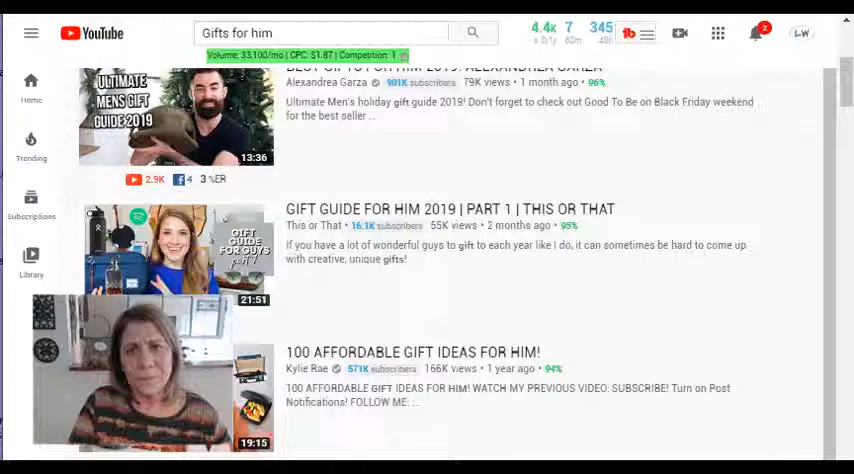 YouTube
Gifts for him
4.4k 7 345
60m 48h
2
L-W
Volume: 33,100/mo | CPC: $1.87 | Competition: 1
Home
Trending
Subscriptions
Library
ULTIMATE
MENS GIFT
GUIDE 2019
13:36
2.9K 4 3 %ER
Alexandrea Garza 901K subscribers 79K views • 1 month ago • 96%
Ultimate Men's holiday gift guide 2019! Don't forget to check out Good To Be on Black Friday weekend
for the best seller ...
GIFT
GUIDE
FOR GUYS
part 1
21:51
GIFT GUIDE FOR HIM 2019 | PART 1 | THIS OR THAT
This or That • 16.1K subscribers 55K views • 2 months ago • 95%
If you have a lot of wonderful guys to gift to each year like I do, it can sometimes be hard to come up
with creative, unique gifts!
19:15
100 AFFORDABLE GIFT IDEAS FOR HIM!
Kylie Rae 571K subscribers 166K views • 1 year ago • 94%
100 AFFORDABLE GIFT IDEAS FOR HIM! WATCH MY PREVIOUS VIDEO: SUBSCRIBE! Turn on Post
Notifications! FOLLOW ME: ...